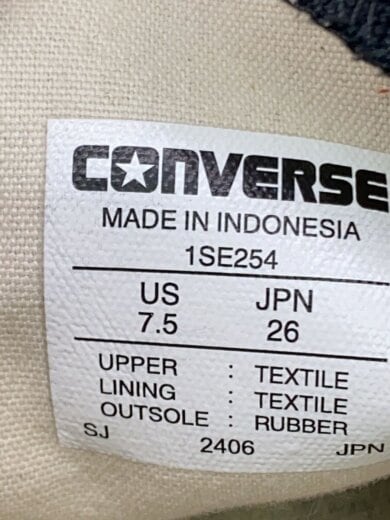 CONVERSE
MADE IN INDONESIA
1SE254
US JPN
7.5 26
UPPER : TEXTILE
LINING : TEXTILE
OUTSOLE : RUBBER
SJ 2406 JPN